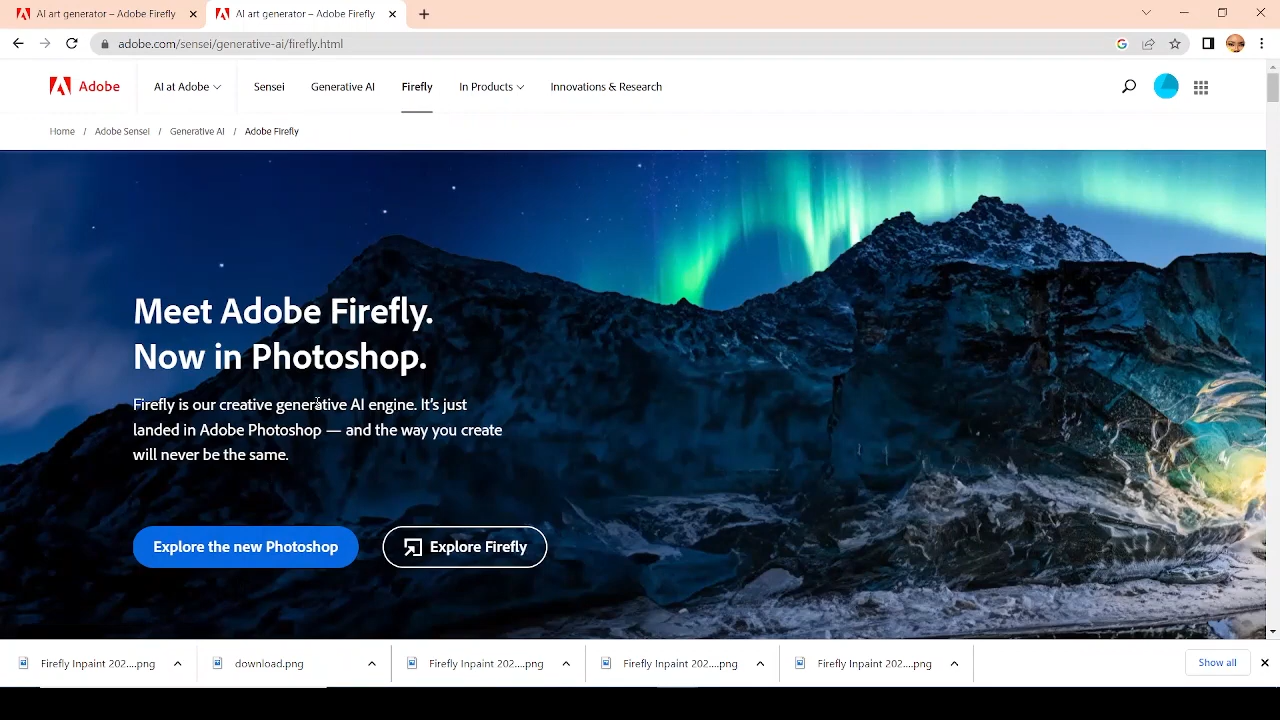 AI art generator – Adobe Firefly
AI art generator – Adobe Firefly
adobe.com/sensei/generative-ai/firefly.html
Adobe
AI at Adobe
Sensei
Generative AI
Firefly
In Products
Innovations & Research
Home / Adobe Sensei / Generative AI / Adobe Firefly
Meet Adobe Firefly.
Now in Photoshop.
Firefly is our creative generative AI engine. It's just
landed in Adobe Photoshop — and the way you create
will never be the same.
Explore the new Photoshop
Explore Firefly
Firefly Inpaint 202....png
download.png
Firefly Inpaint 202....png
Firefly Inpaint 202....png
Firefly Inpaint 202....png
Show all